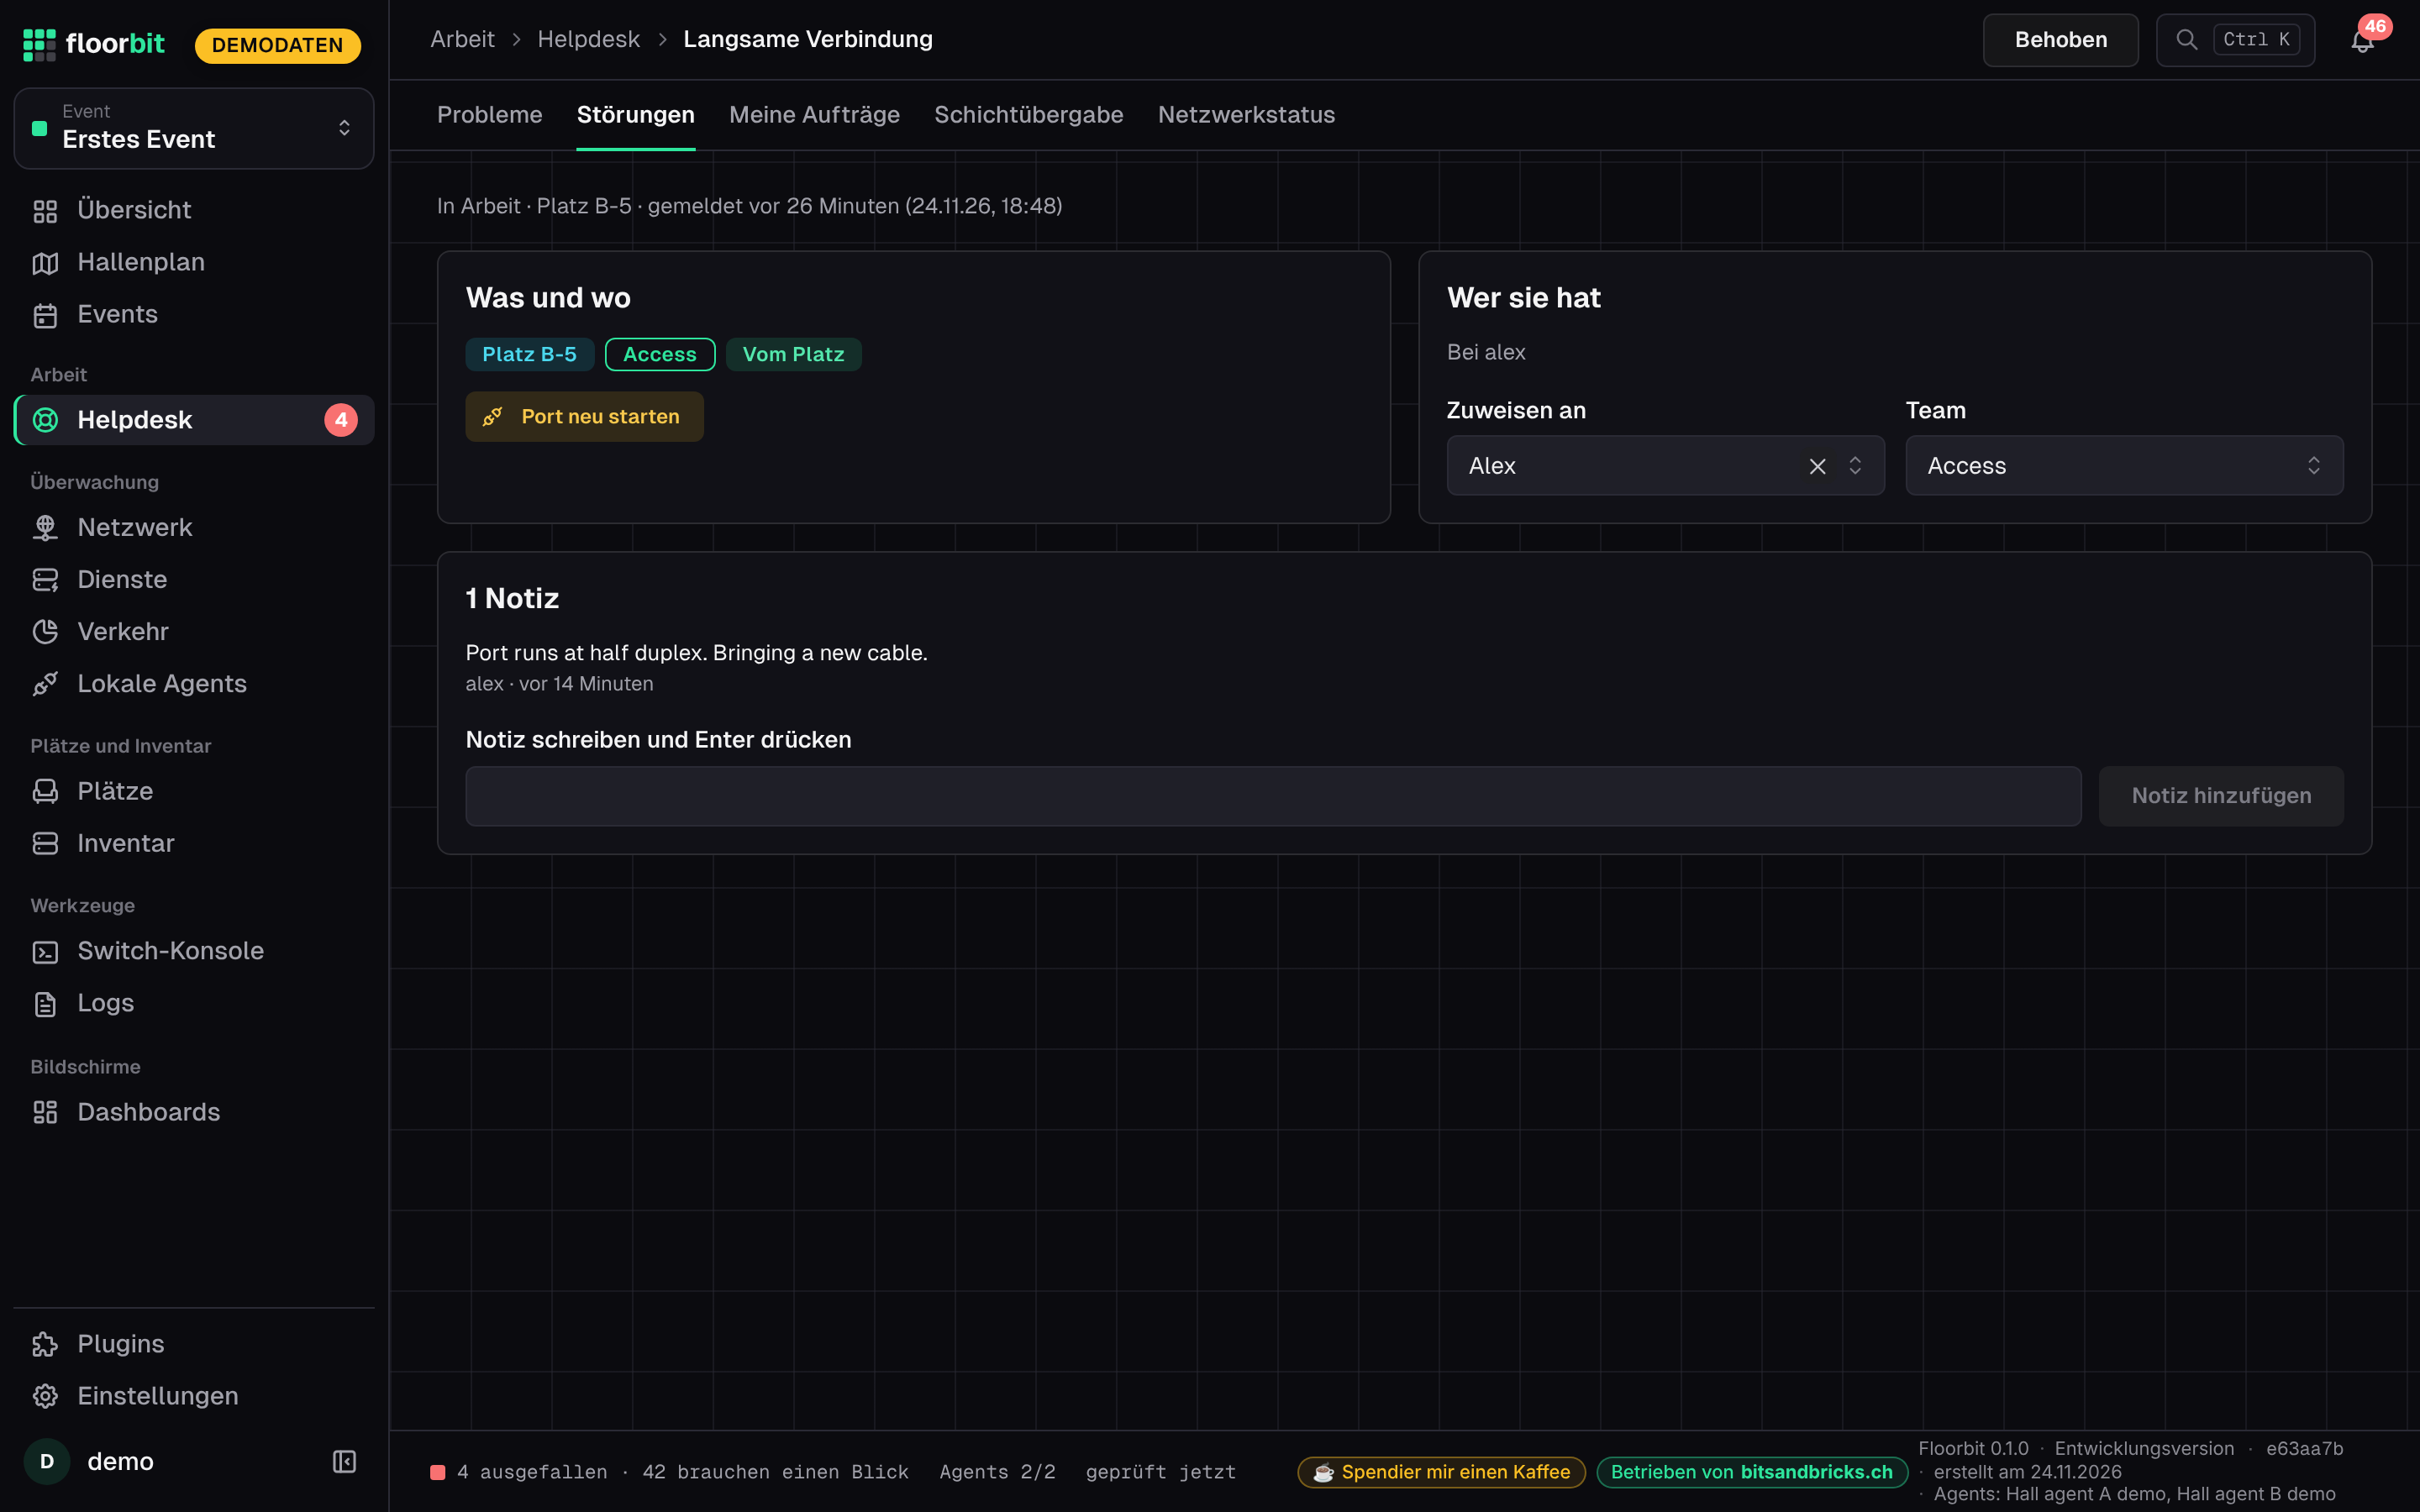 floorbit DEMODATEN
Event
Erstes Event
Übersicht
Hallenplan
Events
Arbeit
Helpdesk 4
Überwachung
Netzwerk
Dienste
Verkehr
Lokale Agents
Plätze und Inventar
Plätze
Inventar
Werkzeuge
Switch-Konsole
Logs
Bildschirme
Dashboards
Plugins
Einstellungen
D demo
Arbeit > Helpdesk > Langsame Verbindung
Behoben
Ctrl K
46
Probleme Störungen Meine Aufträge Schichtübergabe Netzwerkstatus
In Arbeit · Platz B-5 · gemeldet vor 26 Minuten (24.11.26, 18:48)
Was und wo
Platz B-5 Access Vom Platz
Port neu starten
Wer sie hat
Bei alex
Zuweisen an Team
Alex Access
1 Notiz
Port runs at half duplex. Bringing a new cable.
alex · vor 14 Minuten
Notiz schreiben und Enter drücken
Notiz hinzufügen
4 ausgefallen · 42 brauchen einen Blick Agents 2/2 geprüft jetzt
Spendier mir einen Kaffee
Betrieben von bitsandbricks.ch
Floorbit 0.1.0 · Entwicklungsversion · e63aa7b
· erstellt am 24.11.2026
· Agents: Hall agent A demo, Hall agent B demo